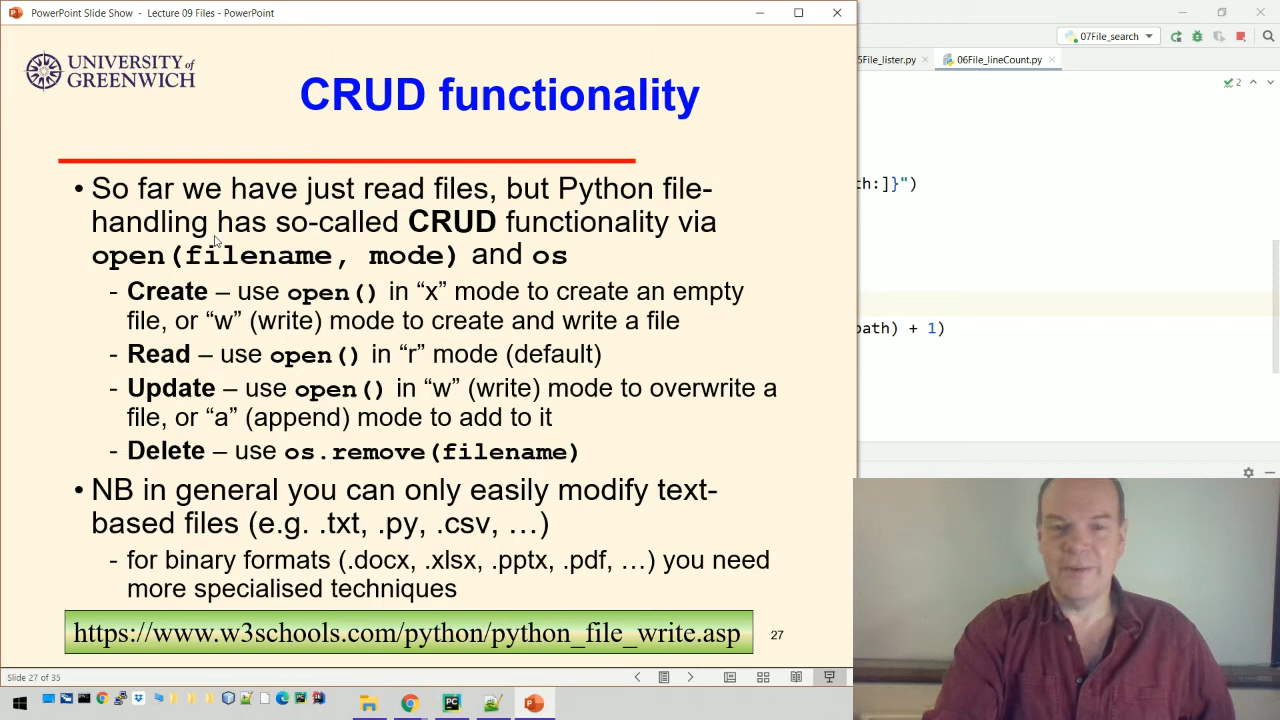 PowerPoint Slide Show - Lecture 09 Files - PowerPoint
UNIVERSITY of
GREENWICH
CRUD functionality
• So far we have just read files, but Python file-
handling has so-called CRUD functionality via
open(filename, mode) and os
- Create – use open() in “x” mode to create an empty
file, or “w” (write) mode to create and write a file
- Read – use open() in “r” mode (default)
- Update – use open() in “w” (write) mode to overwrite a
file, or “a” (append) mode to add to it
- Delete – use os.remove(filename)
• NB in general you can only easily modify text-
based files (e.g. .txt, .py, .csv, …)
- for binary formats (.docx, .xlsx, .pptx, .pdf, …) you need
more specialised techniques
https://www.w3schools.com/python/python_file_write.asp
27
Slide 27 of 35
07File_search
5File_lister.py
06File_lineCount.py
2
th:]}")
path) + 1)